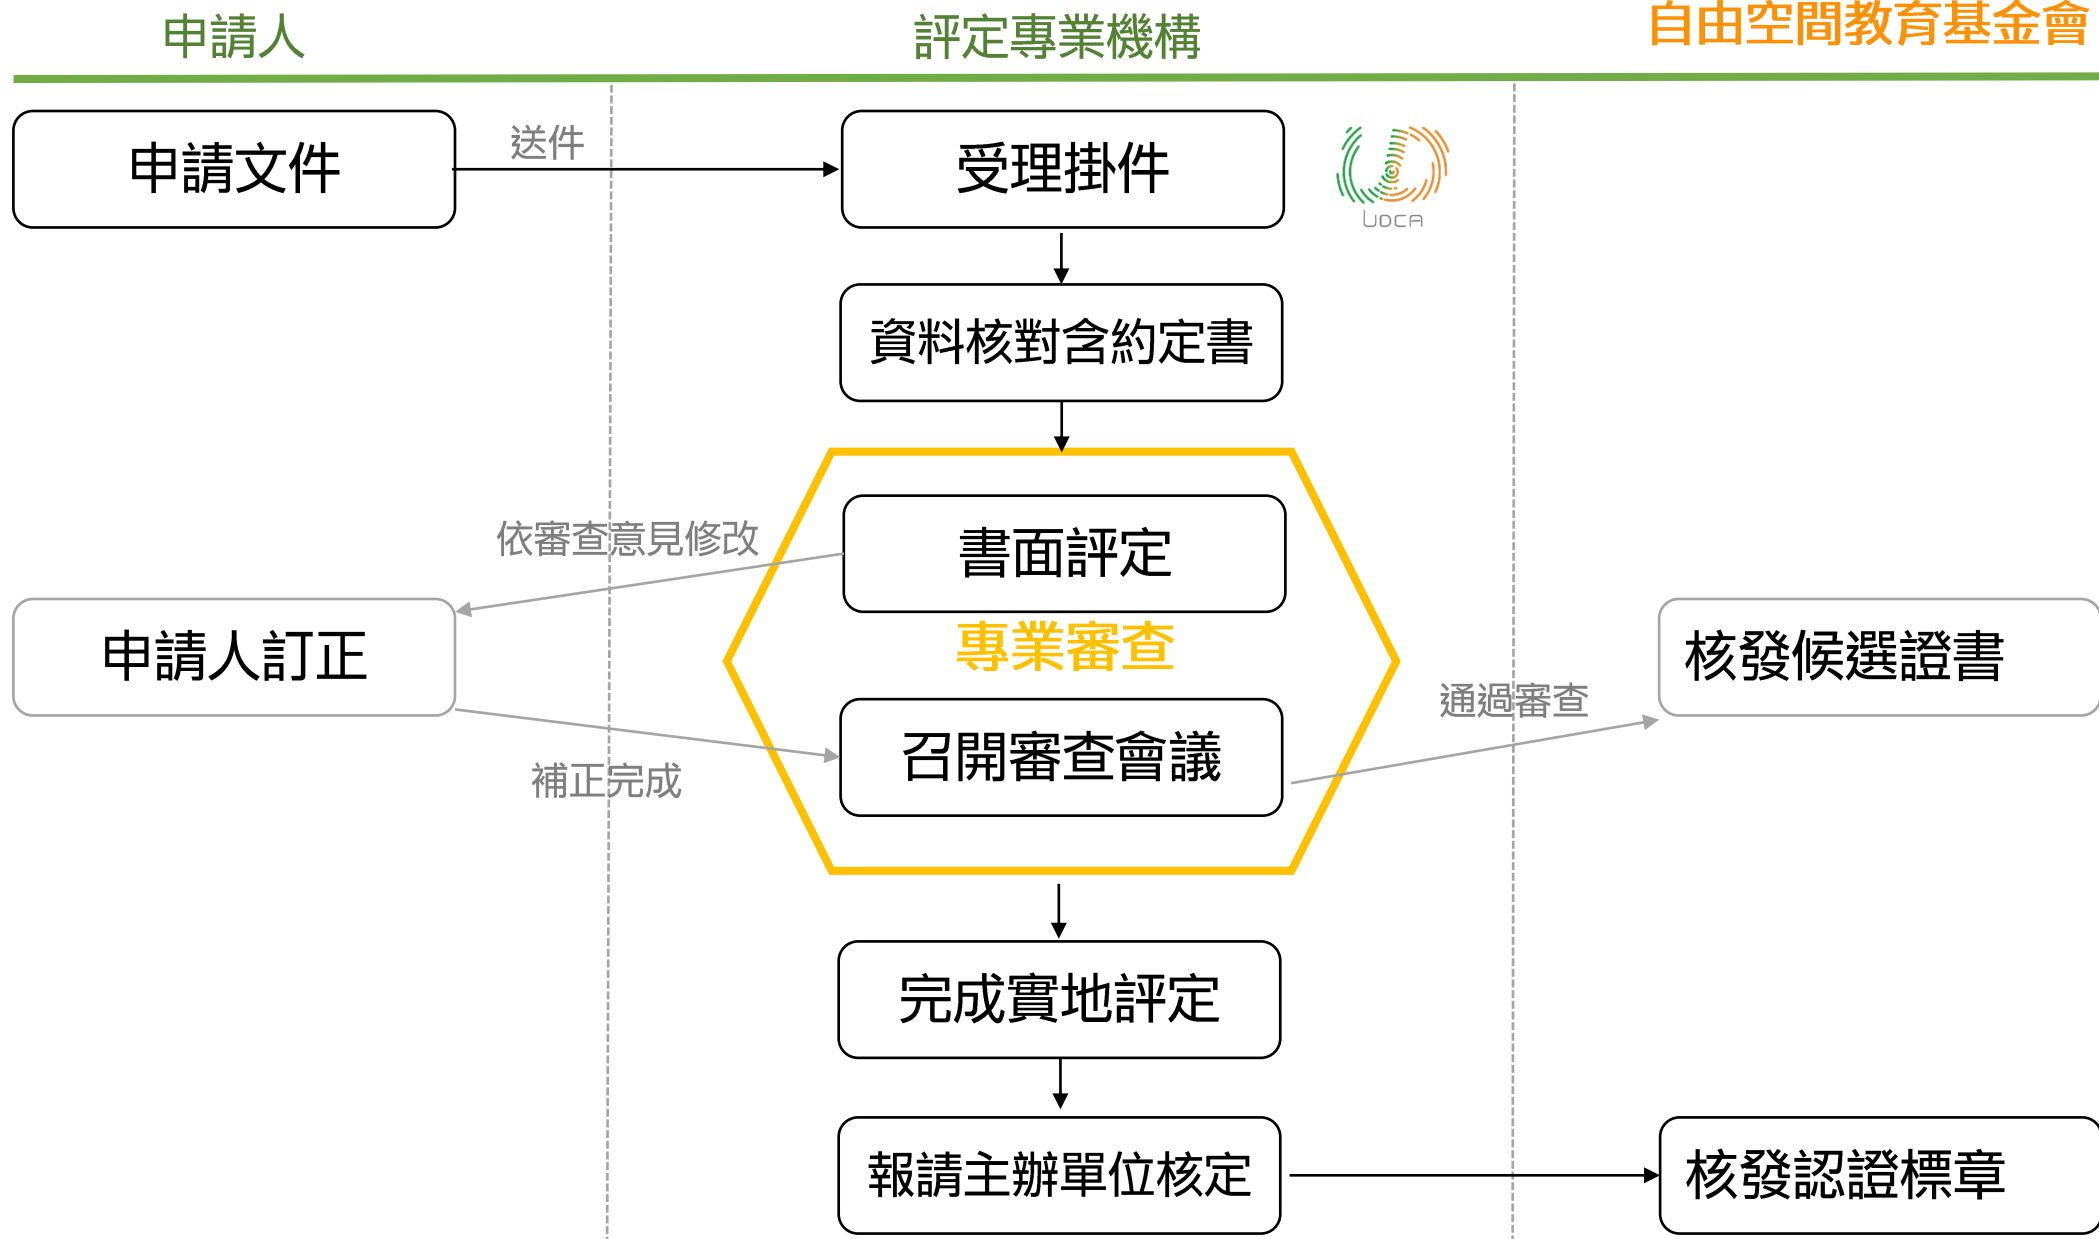 申請人
評定專業機構
自由空間教育基金會
申請文件
送件
受理掛件
UDCA
資料核對含約定書
書面評定
依審查意見修改
申請人訂正
專業審查
核發候選證書
通過審查
召開審查會議
補正完成
完成實地評定
報請主辦單位核定
核發認證標章